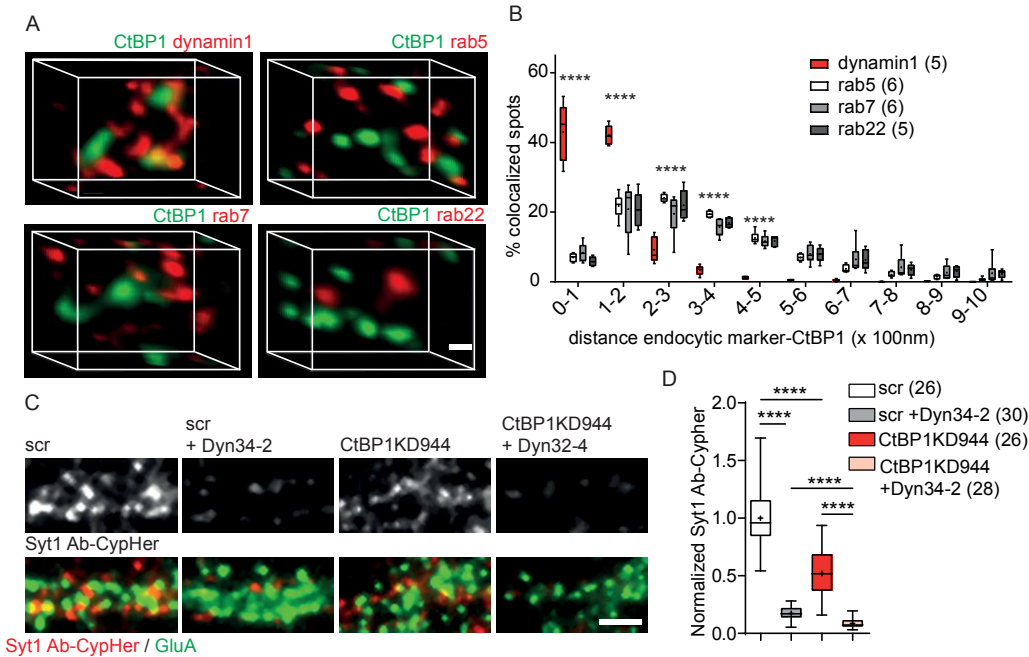 A
CtBP1 dynamin1
CtBP1 rab5
CtBP1 rab7
CtBP1 rab22
B
% colocalized spots
60
40
20
0
****
****
****
****
****
dynamin1 (5)
rab5 (6)
rab7 (6)
rab22 (5)
0-1
1-2
2-3
3-4
4-5
5-6
6-7
7-8
8-9
9-10
distance endocytic marker-CtBP1 (x 100nm)
C
scr
scr
+ Dyn34-2
CtBP1KD944
CtBP1KD944
+ Dyn32-4
Syt1 Ab-CypHer
Syt1 Ab-CypHer / GluA
D
Normalized Syt1 Ab-Cypher
2.0
1.5
1.0
0.5
0.0
****
****
****
****
scr (26)
scr +Dyn34-2 (30)
CtBP1KD944 (26)
CtBP1KD944
+Dyn34-2 (28)